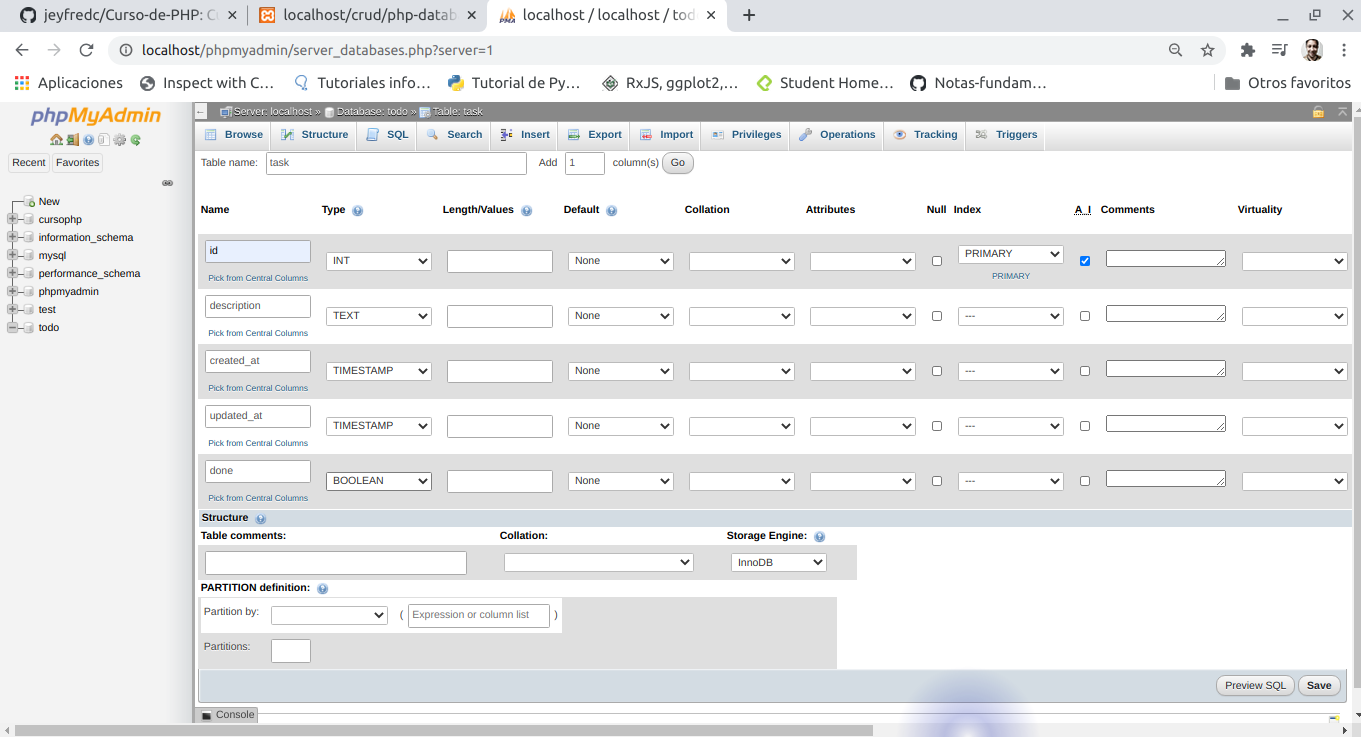 jeyfredc/Curso-de-PHP: C
localhost/crud/php-datab
localhost / localhost / tod
localhost/phpmyadmin/server_databases.php?server=1
Aplicaciones
Inspect with C...
Tutoriales info...
Tutorial de Py...
RxJS, ggplot2,...
Student Home...
Notas-fundam...
Otros favoritos
phpMyAdmin
Recent Favorites
New
cursophp
information_schema
mysql
performance_schema
phpmyadmin
test
todo
Server: localhost » Database: todo » Table: task
Browse Structure SQL Search Insert Export Import Privileges Operations Tracking Triggers
Table name: task Add 1 column(s) Go
Name Type Length/Values Default Collation Attributes Null Index A_I Comments Virtuality
id INT None PRIMARY
Pick from Central Columns PRIMARY
description TEXT None ---
Pick from Central Columns
created_at TIMESTAMP None ---
Pick from Central Columns
updated_at TIMESTAMP None ---
Pick from Central Columns
done BOOLEAN None ---
Pick from Central Columns
Structure
Table comments: Collation: Storage Engine:
InnoDB
PARTITION definition:
Partition by: ( Expression or column list )
Partitions:
Preview SQL Save
Console